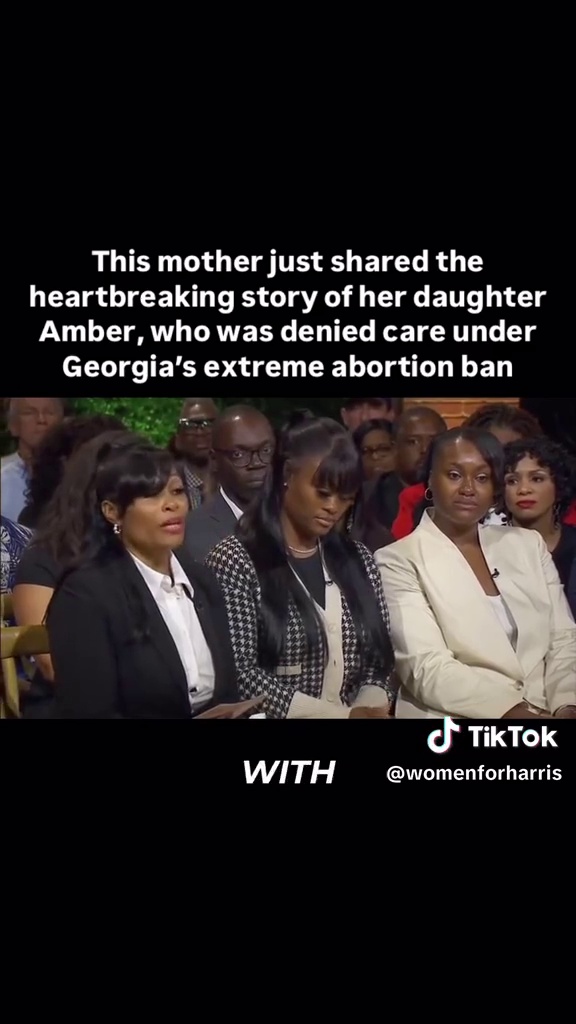 This mother just shared the
heartbreaking story of her daughter
Amber, who was denied care under
Georgia’s extreme abortion ban
TikTok
WITH
@womenforharris